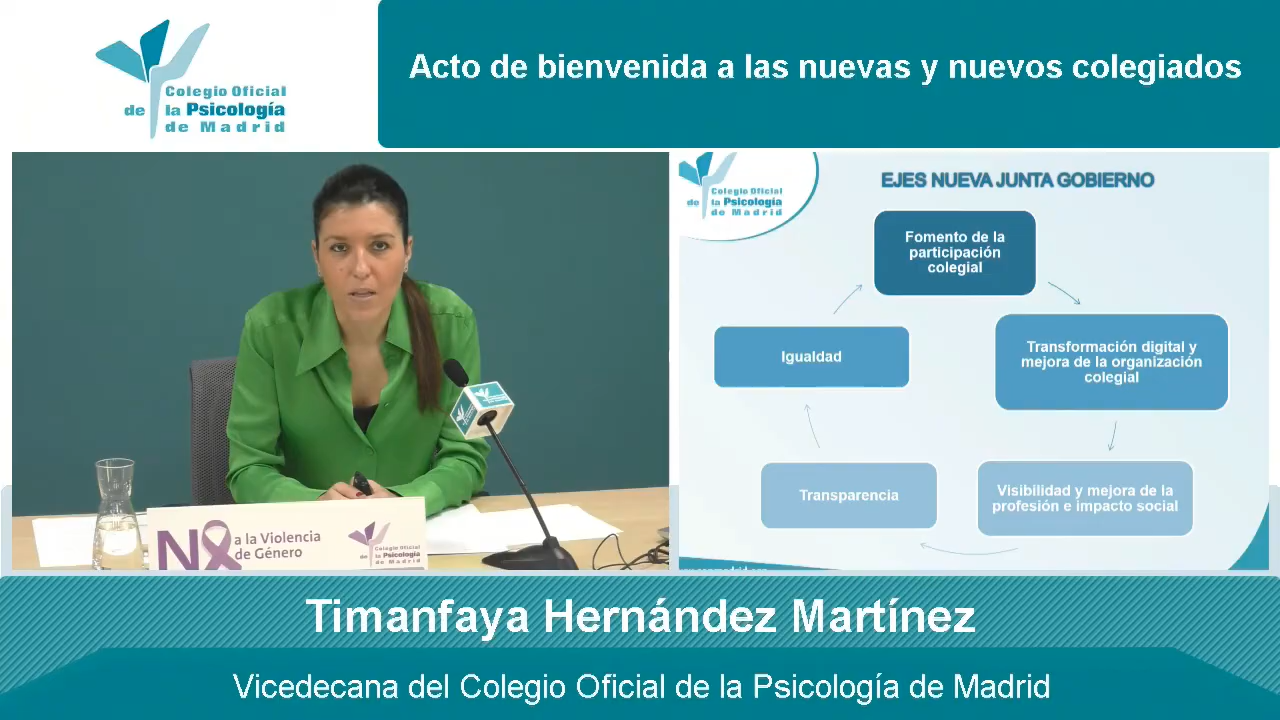 Colegio Oficial
de la Psicología
de Madrid
Acto de bienvenida a las nuevas y nuevos colegiados
NO a la Violencia
de Género
Colegio Oficial
de la Psicología
de Madrid
Colegio Oficial
de la Psicología
de Madrid
EJES NUEVA JUNTA GOBIERNO
Fomento de la
participación
colegial
Transformación digital y
mejora de la organización
colegial
Visibilidad y mejora de la
profesión e impacto social
Transparencia
Igualdad
Timanfaya Hernández Martínez
Vicedecana del Colegio Oficial de la Psicología de Madrid